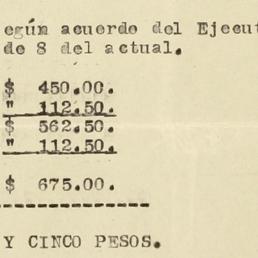 egún acuerdo del Ejecut
de 8 del actual.
$ 450.00.
" 112.50.
$ 562.50.
" 112.50.
$ 675.00.
Y CINCO PESOS.